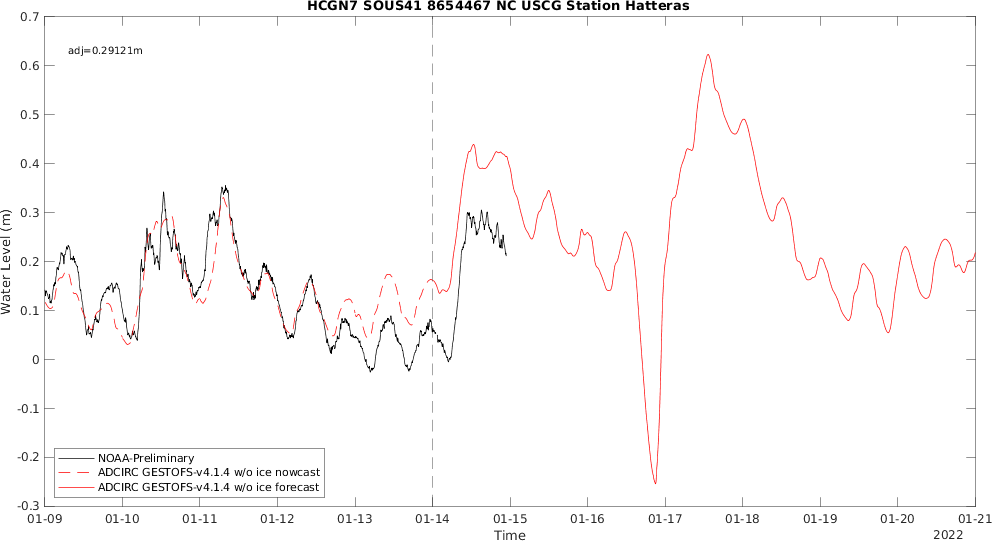 HCGN7 SOUS41 8654467 NC USCG Station Hatteras
0.7
0.6
0.5
0.4
0.3
0.2
0.1
0
-0.1
-0.2
-0.3
Water Level (m)
adj=0.29121m
NOAA-Preliminary
ADCIRC GESTOFS-v4.1.4 w/o ice nowcast
ADCIRC GESTOFS-v4.1.4 w/o ice forecast
01-09 01-10 01-11 01-12 01-13 01-14 01-15 01-16 01-17 01-18 01-19 01-20 01-21
Time
2022